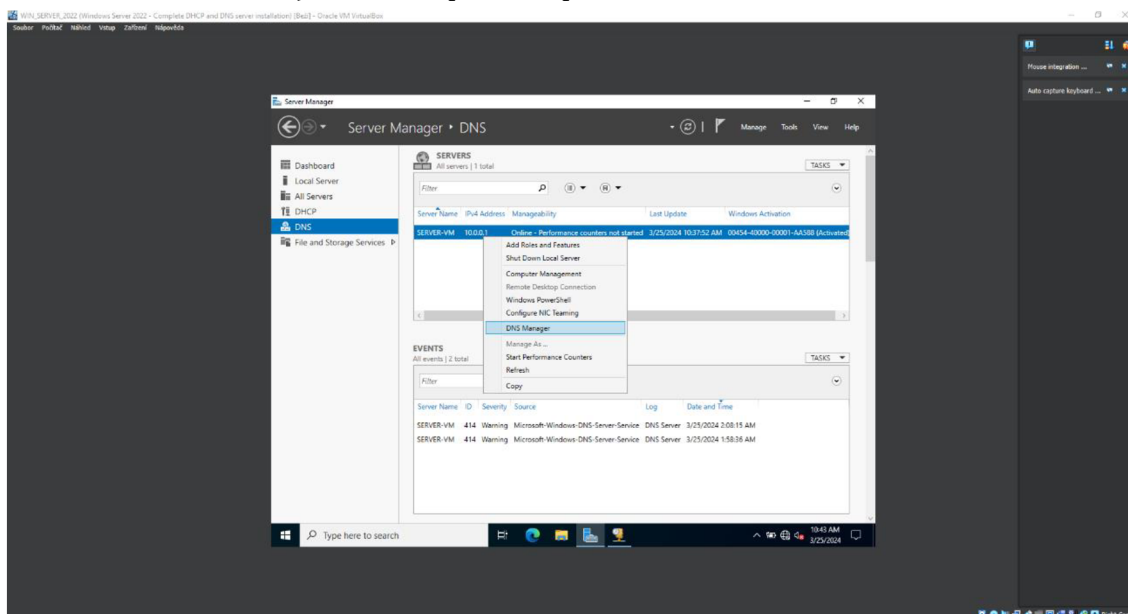 WIN_SERVER_2022 (Windows Server 2022 - Complete DHCP and DNS server installation) [Běží] - Oracle VM VirtualBox
Soubor Počítač Náhled Vstup Zařízení Nápověda
Mouse integration ...
Auto capture keyboard ...
Server Manager
Server Manager • DNS
Manage Tools View Help
Dashboard
Local Server
All Servers
DHCP
DNS
File and Storage Services
SERVERS
All servers | 1 total
TASKS
Filter
Server Name IPv4 Address Manageability Last Update Windows Activation
SERVER-VM 10.0.0.1 Online - Performance counters not started 3/25/2024 10:37:52 AM 00454-40000-00001-AA588 (Activated)
Add Roles and Features
Shut Down Local Server
Computer Management
Remote Desktop Connection
Windows PowerShell
Configure NIC Teaming
DNS Manager
Manage As ...
Start Performance Counters
Refresh
Copy
EVENTS
All events | 2 total
TASKS
Filter
Server Name ID Severity Source Log Date and Time
SERVER-VM 414 Warning Microsoft-Windows-DNS-Server-Service DNS Server 3/25/2024 2:08:15 AM
SERVER-VM 414 Warning Microsoft-Windows-DNS-Server-Service DNS Server 3/25/2024 1:58:36 AM
Type here to search
10:43 AM
3/25/2024